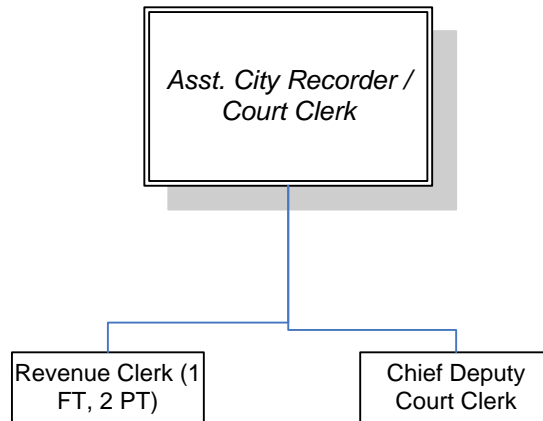 Asst. City Recorder /
Court Clerk
Revenue Clerk (1
FT, 2 PT)
Chief Deputy
Court Clerk